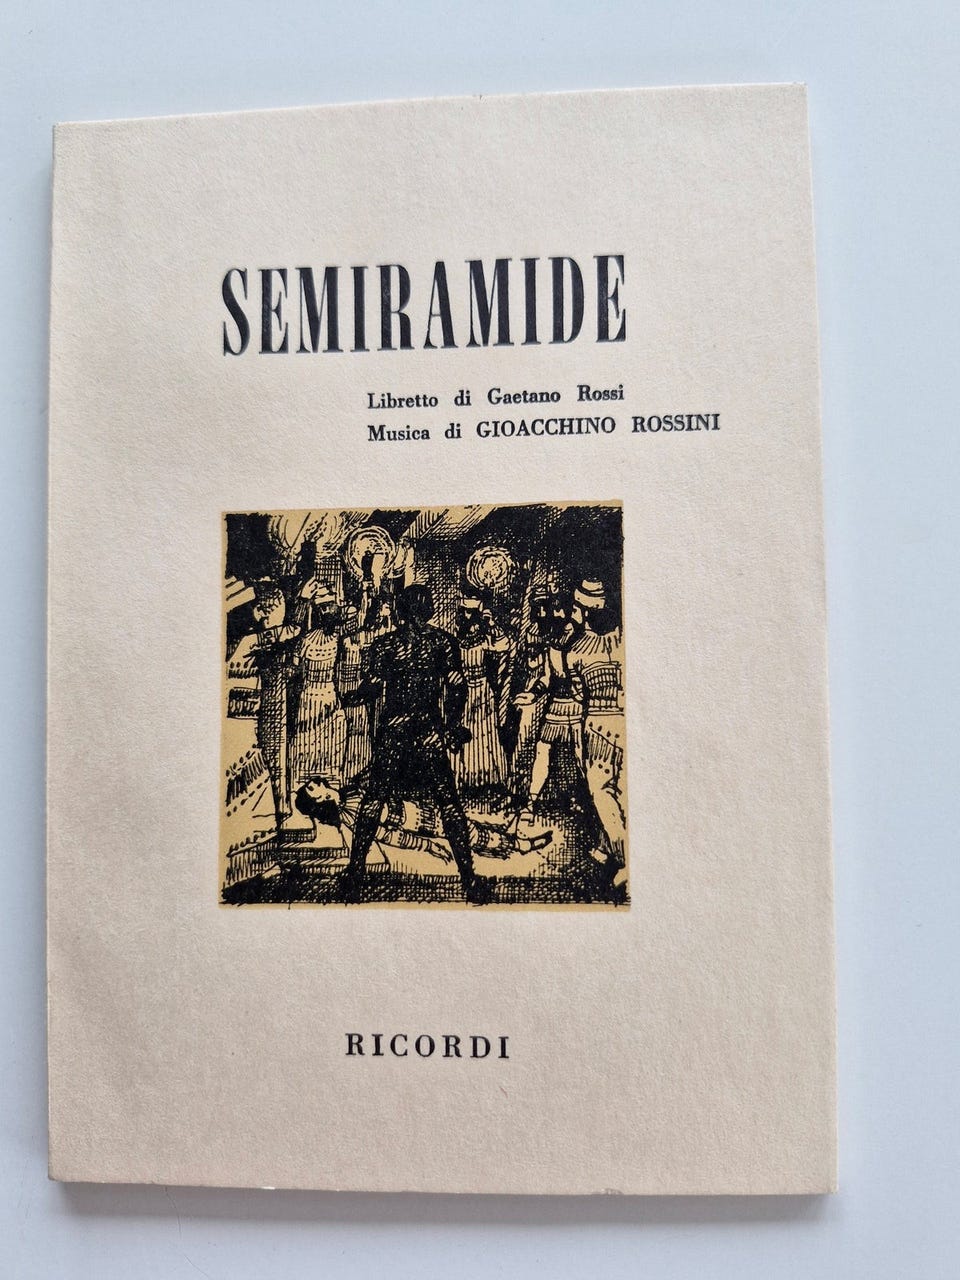 SEMIRAMIDE
Libretto di Gaetano Rossi
Musica di GIOACCHINO ROSSINI
RICORDI